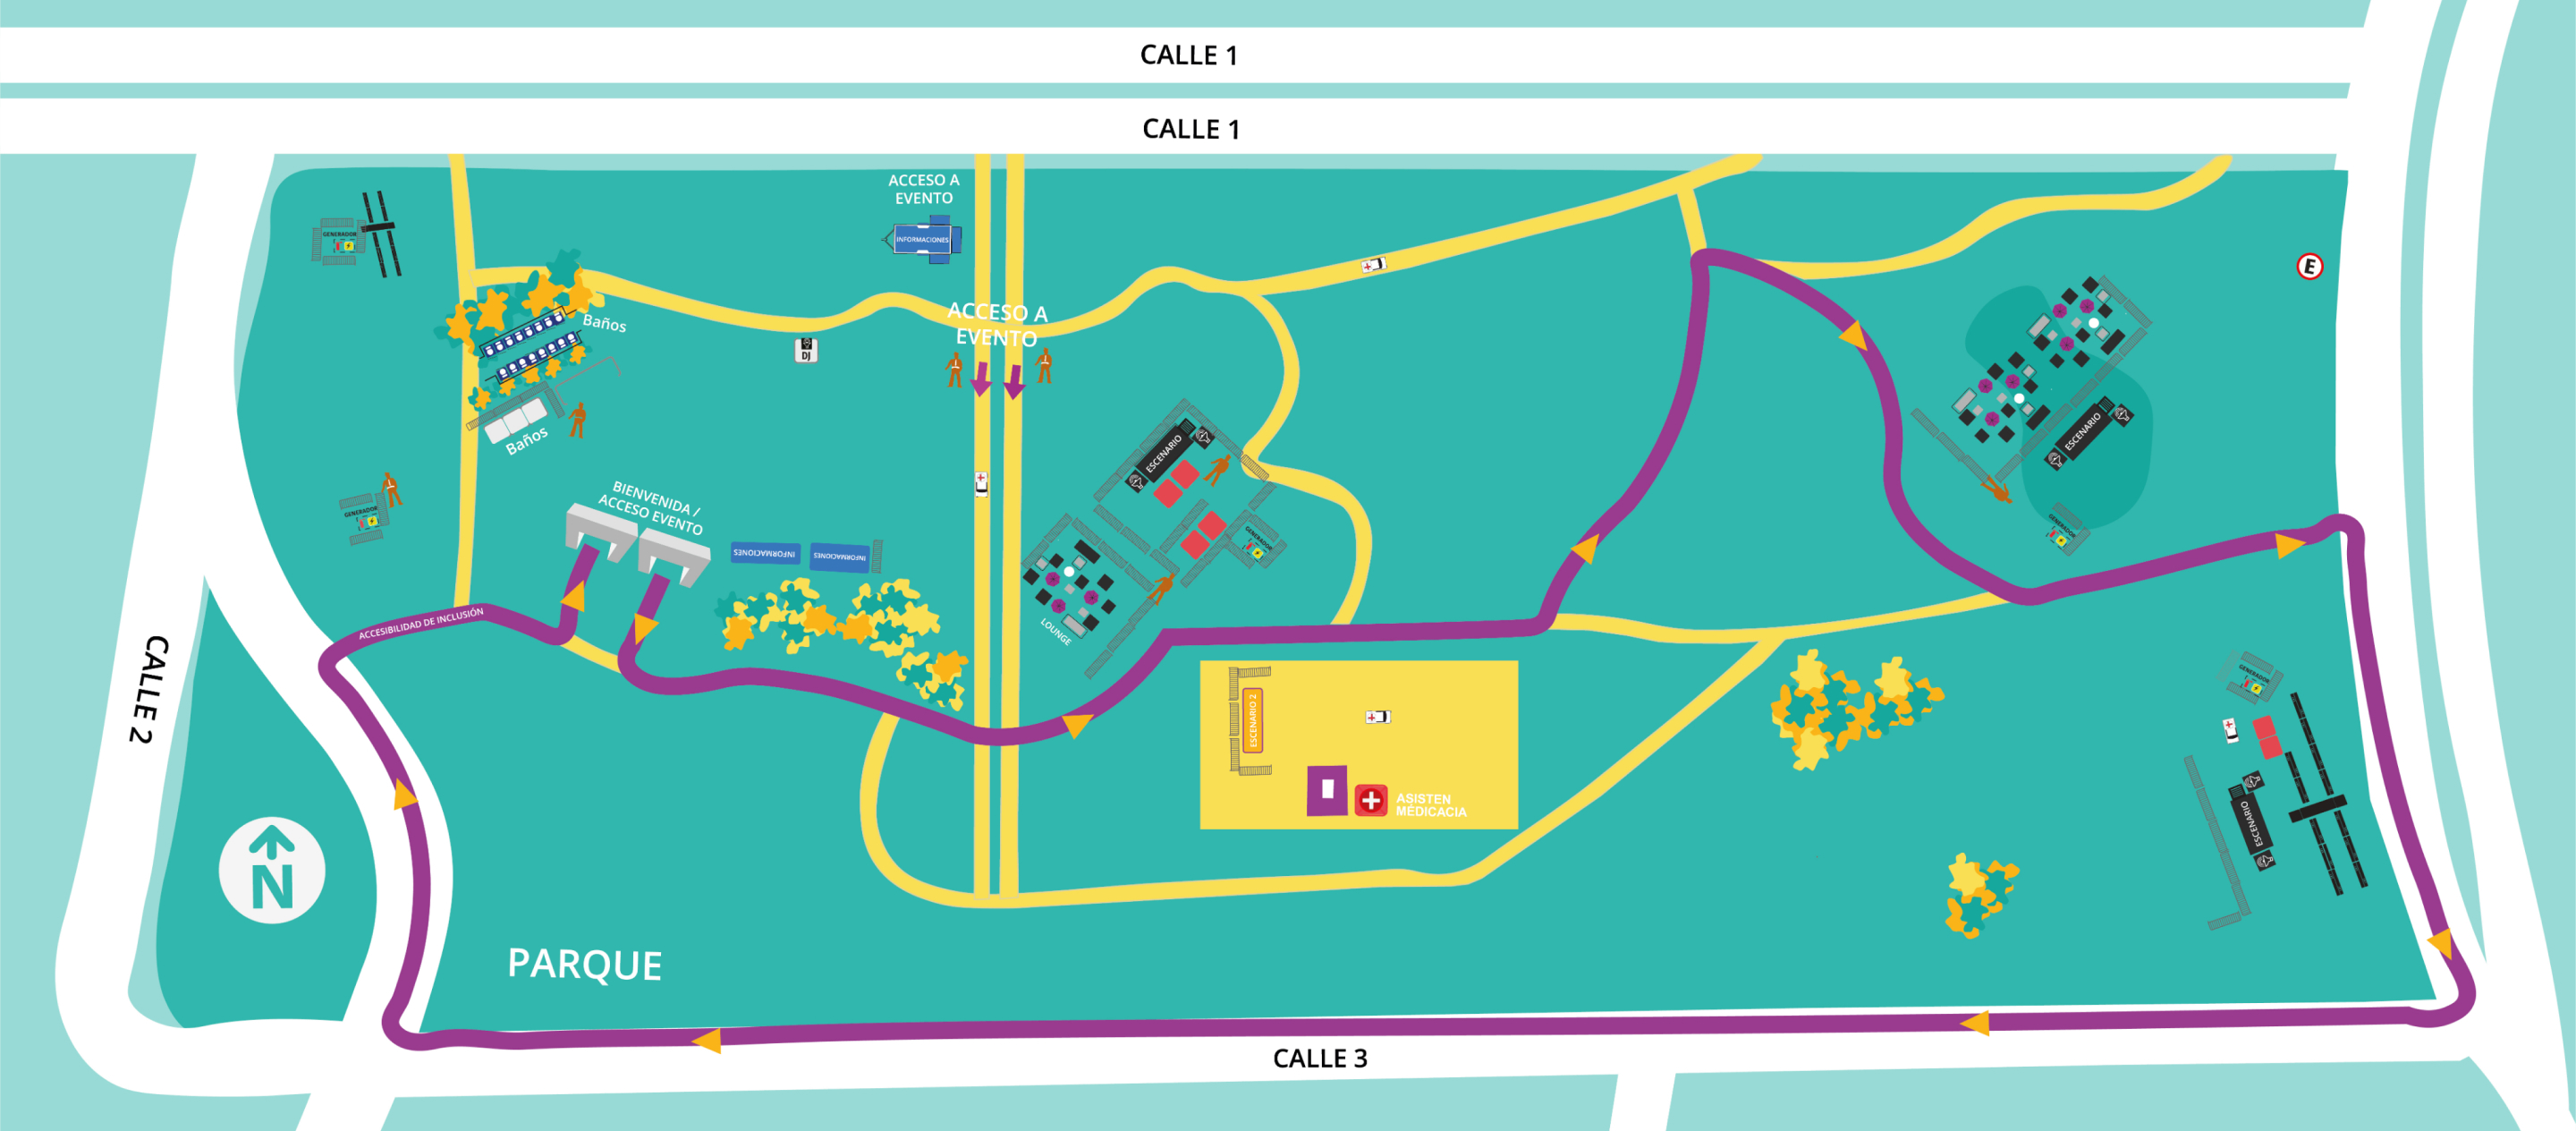 CALLE 1
CALLE 1
ACCESO A
EVENTO
INFORMACIONES
GENERADOR
E
Baños
ACCESO A
EVENTO
DJ
Baños
ESCENARIO
ESCENARIO
BIENVENIDA /
ACCESO EVENTO
GENERADOR
INFORMACIONES
INFORMACIONES
GENERADOR
GENERADOR
LOUNGE
ACCESIBILIDAD DE INCLUSIÓN
CALLE 2
ESCENARIO 2
GENERADOR
ASISTEN
MÉDICACIA
ESCENARIO
N
PARQUE
CALLE 3